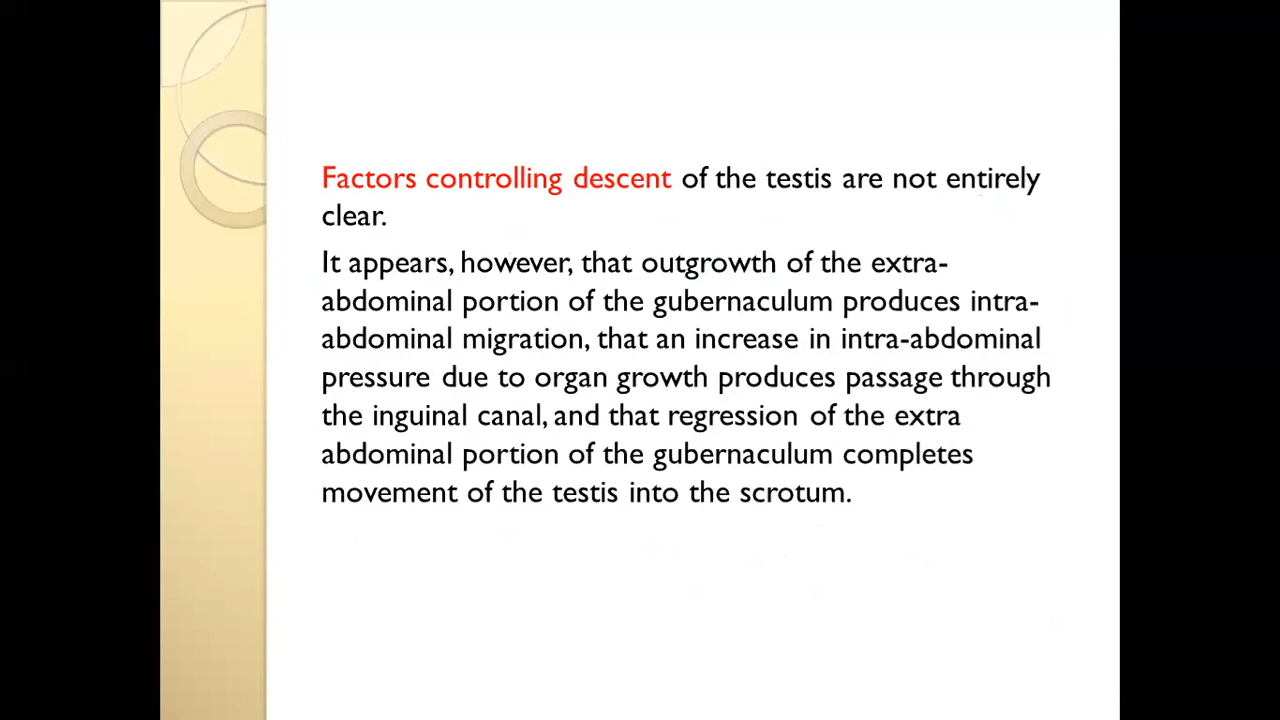 Factors controlling descent of the testis are not entirely
clear.
It appears, however, that outgrowth of the extra-
abdominal portion of the gubernaculum produces intra-
abdominal migration, that an increase in intra-abdominal
pressure due to organ growth produces passage through
the inguinal canal, and that regression of the extra
abdominal portion of the gubernaculum completes
movement of the testis into the scrotum.